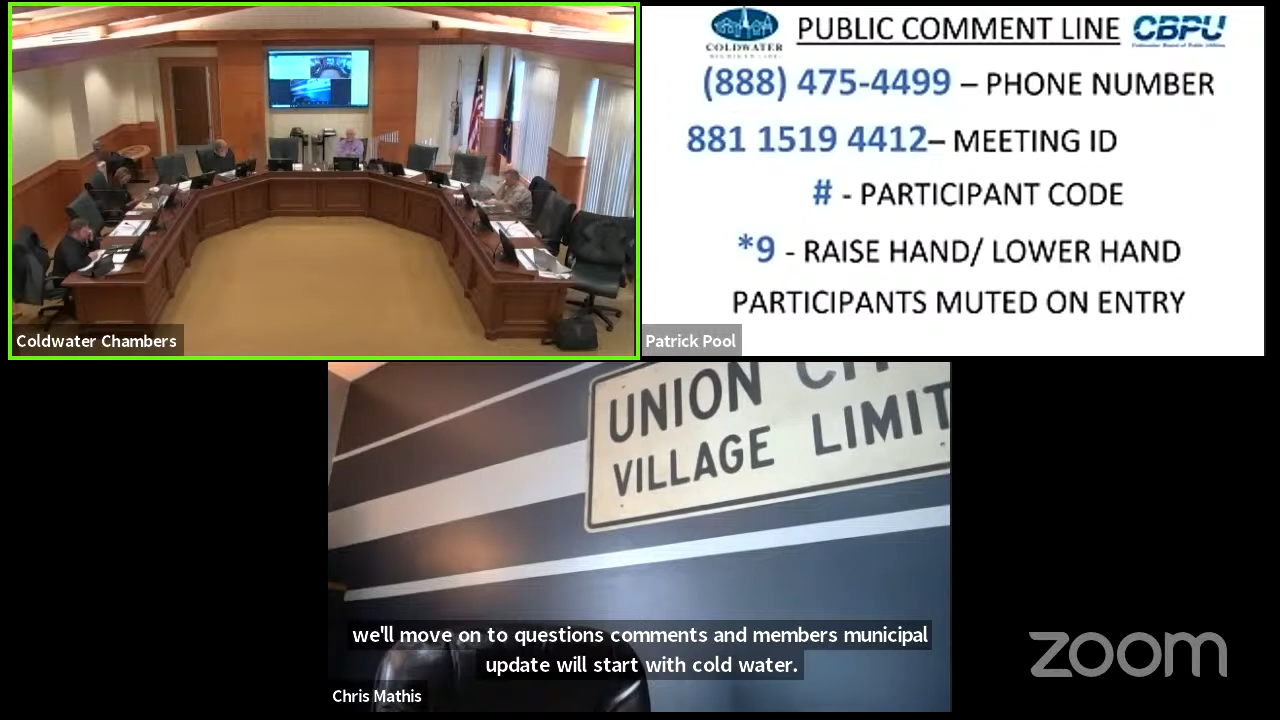 COLDWATER
PUBLIC COMMENT LINE
CBPU
(888) 475-4499 – PHONE NUMBER
881 1519 4412– MEETING ID
# - PARTICIPANT CODE
*9 - RAISE HAND/ LOWER HAND
PARTICIPANTS MUTED ON ENTRY
Coldwater Chambers
Patrick Pool
UNION
VILLAGE LIMIT
we'll move on to questions comments and members municipal
update will start with cold water.
Chris Mathis
zoom